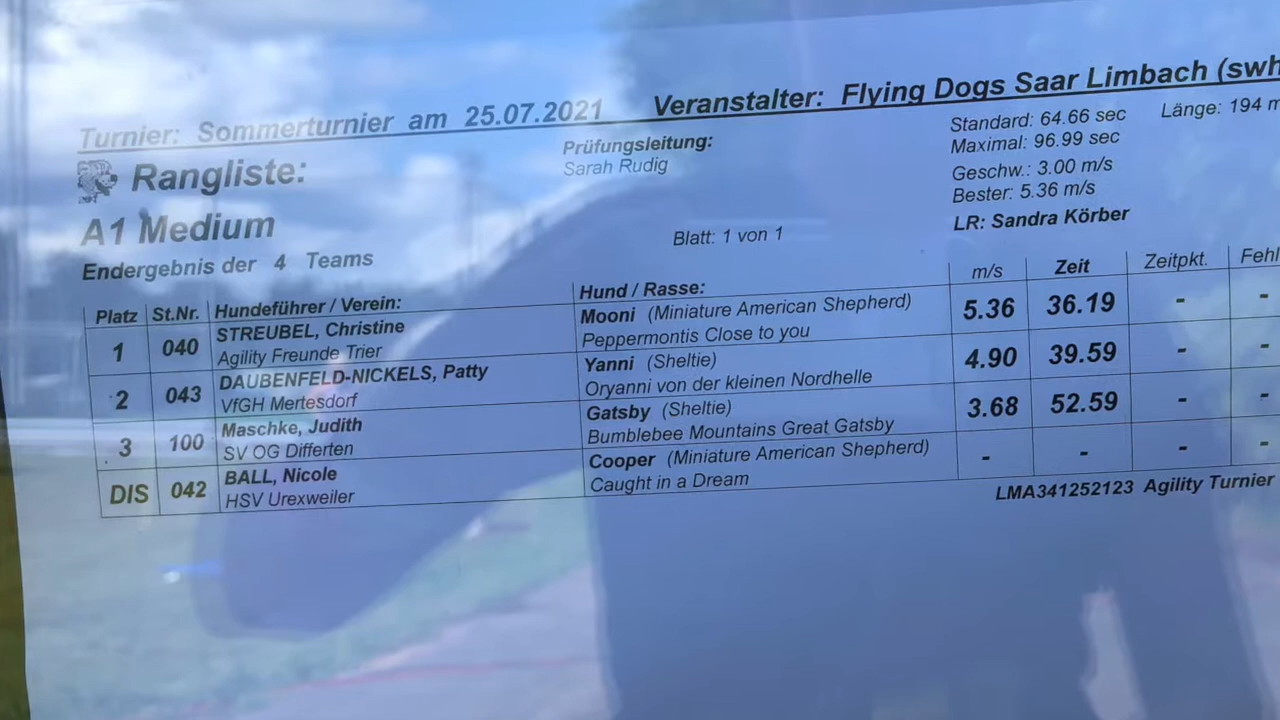 Turnier: Sommerturnier am 25.07.2021 Veranstalter: Flying Dogs Saar Limbach (swh
Rangliste:
Prüfungsleitung:
Sarah Rudig
Standard: 64.66 sec Länge: 194 m
Maximal: 96.99 sec
Geschw.: 3.00 m/s
Bester: 5.36 m/s
A1 Medium
Blatt: 1 von 1
LR: Sandra Körber
Endergebnis der 4 Teams
Platz St.Nr. Hundeführer / Verein: Hund / Rasse: m/s Zeit Zeitpkt. Fehl
1 040 STREUBEL, Christine Mooni (Miniature American Shepherd) 5.36 36.19 - -
Agility Freunde Trier Peppermontis Close to you
2 043 DAUBENFELD-NICKELS, Patty Yanni (Sheltie) 4.90 39.59 - -
VfGH Mertesdorf Oryanni von der kleinen Nordhelle
3 100 Maschke, Judith Gatsby (Sheltie) 3.68 52.59 - -
SV OG Differten Bumblebee Mountains Great Gatsby
DIS 042 BALL, Nicole Cooper (Miniature American Shepherd) - - - -
HSV Urexweiler Caught in a Dream
LMA341252123 Agility Turnier